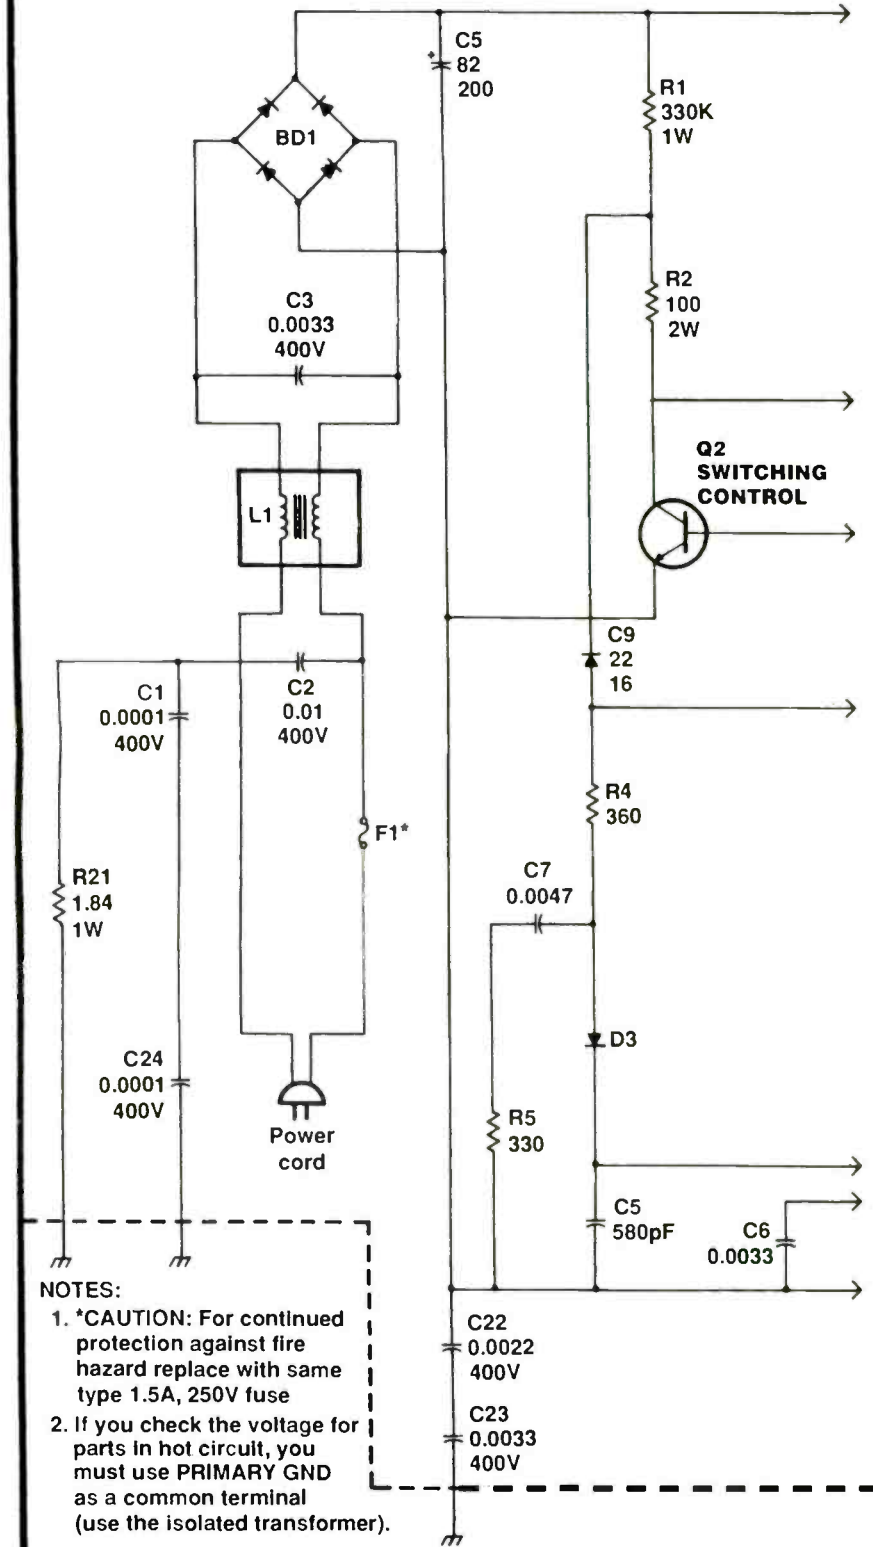 C5
82
200
R1
330K
1W
BD1
R2
100
2W
C3
0.0033
400V
Q2
SWITCHING
CONTROL
L1
C9
22
16
C1
0.0001
400V
C2
0.01
400V
R4
360
F1*
C7
0.0047
R21
1.84
1W
D3
C24
0.0001
400V
Power
cord
R5
330
C5
580pF
C6
0.0033
NOTES:
1. *CAUTION: For continued
protection against fire
hazard replace with same
type 1.5A, 250V fuse
2. If you check the voltage for
parts in hot circuit, you
must use PRIMARY GND
as a common terminal
(use the isolated transformer).
C22
0.0022
400V
C23
0.0033
400V